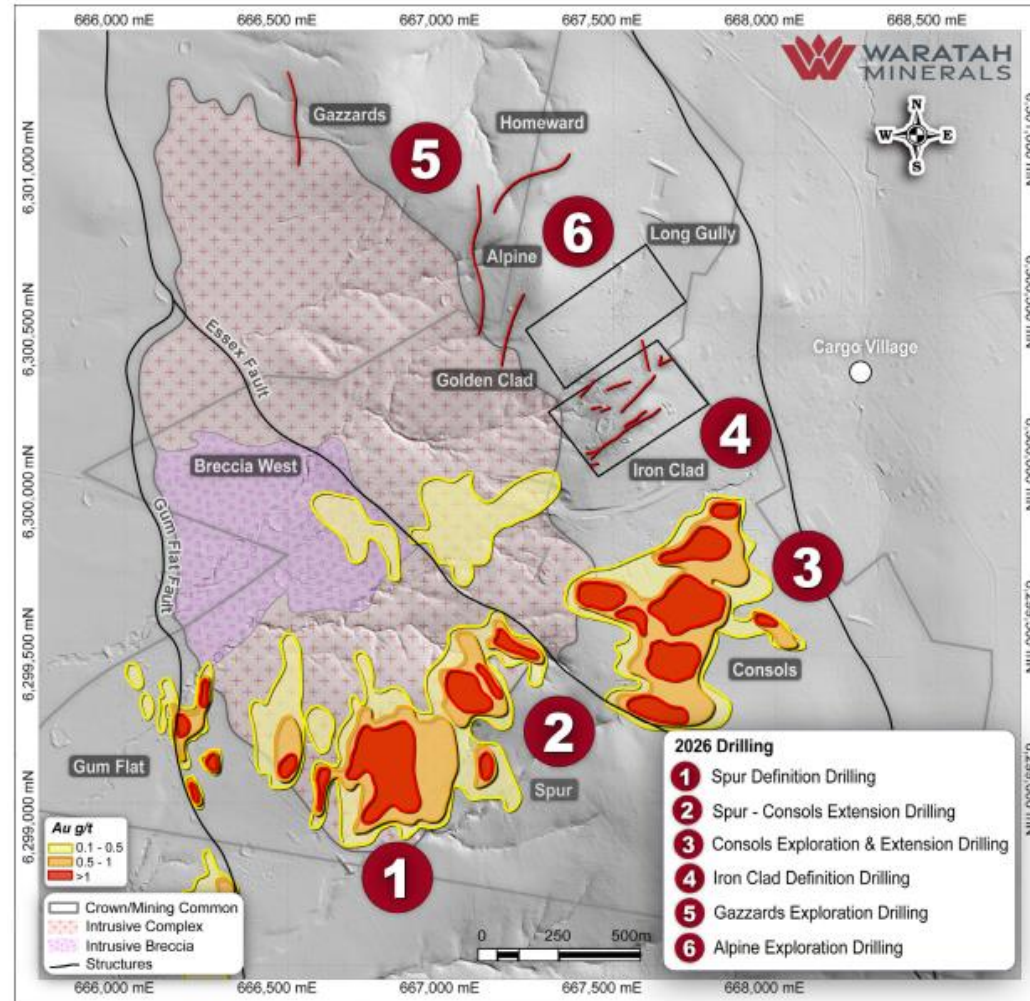 666,000 mE
666,500 mE
667,000 mE
667,500 mE
668,000 mE
668,500 mE
WARATAH
MINERALS
N
W E
S
Gazzards
Homeward
5
6
Alpine
Long Gully
6,301,000 mN
6,300,500 mN
Essex Fault
Cargo Village
Golden Clad
4
Iron Clad
Breccia West
6,300,000 mN
Gum Flat Fault
3
6,299,500 mN
Consols
2
Gum Flat
Spur
6,299,000 mN
1
Au g/t
0.1 - 0.5
0.5 - 1
>1
Crown/Mining Common
Intrusive Complex
Intrusive Breccia
Structures
0 250 500m
2026 Drilling
1 Spur Definition Drilling
2 Spur - Consols Extension Drilling
3 Consols Exploration & Extension Drilling
4 Iron Clad Definition Drilling
5 Gazzards Exploration Drilling
6 Alpine Exploration Drilling
666,000 mE
666,500 mE
667,000 mE
667,500 mE
668,000 mE